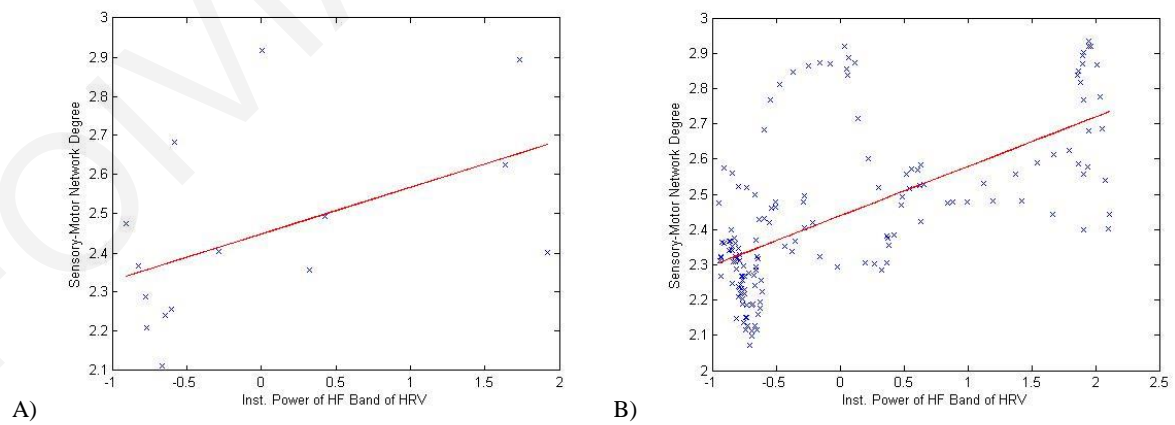 3
2.9
2.8
2.7
2.6
2.5
2.4
2.3
2.2
2.1
-1 -0.5 0 0.5 1 1.5 2
Sensory-Motor Network Degree
Inst. Power of HF Band of HRV
A)
3
2.9
2.8
2.7
2.6
2.5
2.4
2.3
2.2
2.1
2
-1 -0.5 0 0.5 1 1.5 2 2.5
Sensory-Motor Network Degree
Inst. Power of HF Band of HRV
B)